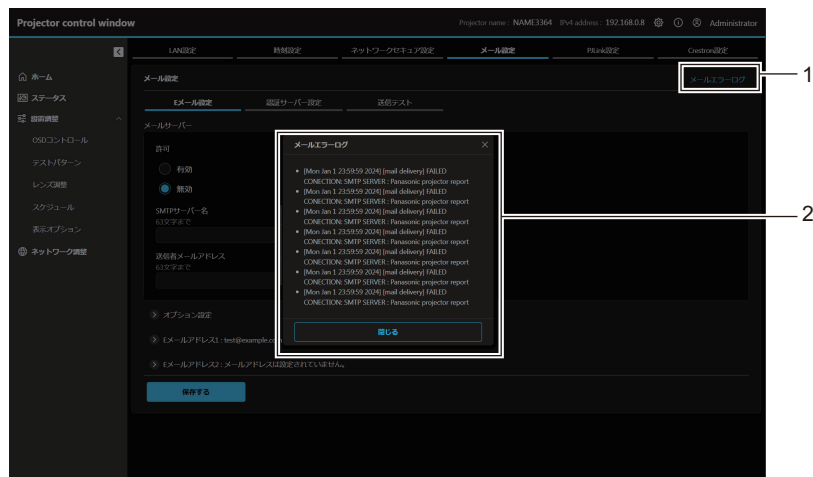 Projector control window
Projector name : NAME3364 IPv4 address : 192.168.0.8 Administrator
LAN設定 時刻設定 ネットワークセキュア設定 メール設定 PJLink設定 Crestron設定
1
ホーム
メール設定
メールエラーログ
ステータス
Eメール設定 認証サーバー設定 送信テスト
設置調整
メールサーバー
OSDコントロール
許可
メールエラーログ
テストパターン
有効
レンズ調整
無効
スケジュール
SMTPサーバー名
63文字まで
表示オプション
ネットワーク調整
送信者メールアドレス
63文字まで
• [Mon Jan 1 23:59:59 2024] [mail delivery] FAILED
CONECTION: SMTP SERVER : Panasonic projector report
• [Mon Jan 1 23:59:59 2024] [mail delivery] FAILED
CONECTION: SMTP SERVER : Panasonic projector report
• [Mon Jan 1 23:59:59 2024] [mail delivery] FAILED
CONECTION: SMTP SERVER : Panasonic projector report
• [Mon Jan 1 23:59:59 2024] [mail delivery] FAILED
CONECTION: SMTP SERVER : Panasonic projector report
• [Mon Jan 1 23:59:59 2024] [mail delivery] FAILED
CONECTION: SMTP SERVER : Panasonic projector report
• [Mon Jan 1 23:59:59 2024] [mail delivery] FAILED
CONECTION: SMTP SERVER : Panasonic projector report
• [Mon Jan 1 23:59:59 2024] [mail delivery] FAILED
CONECTION: SMTP SERVER : Panasonic projector report
2
閉じる
オプション設定
Eメールアドレス1 : test@example.com
Eメールアドレス2 : メールアドレスは設定されていません。
保存する